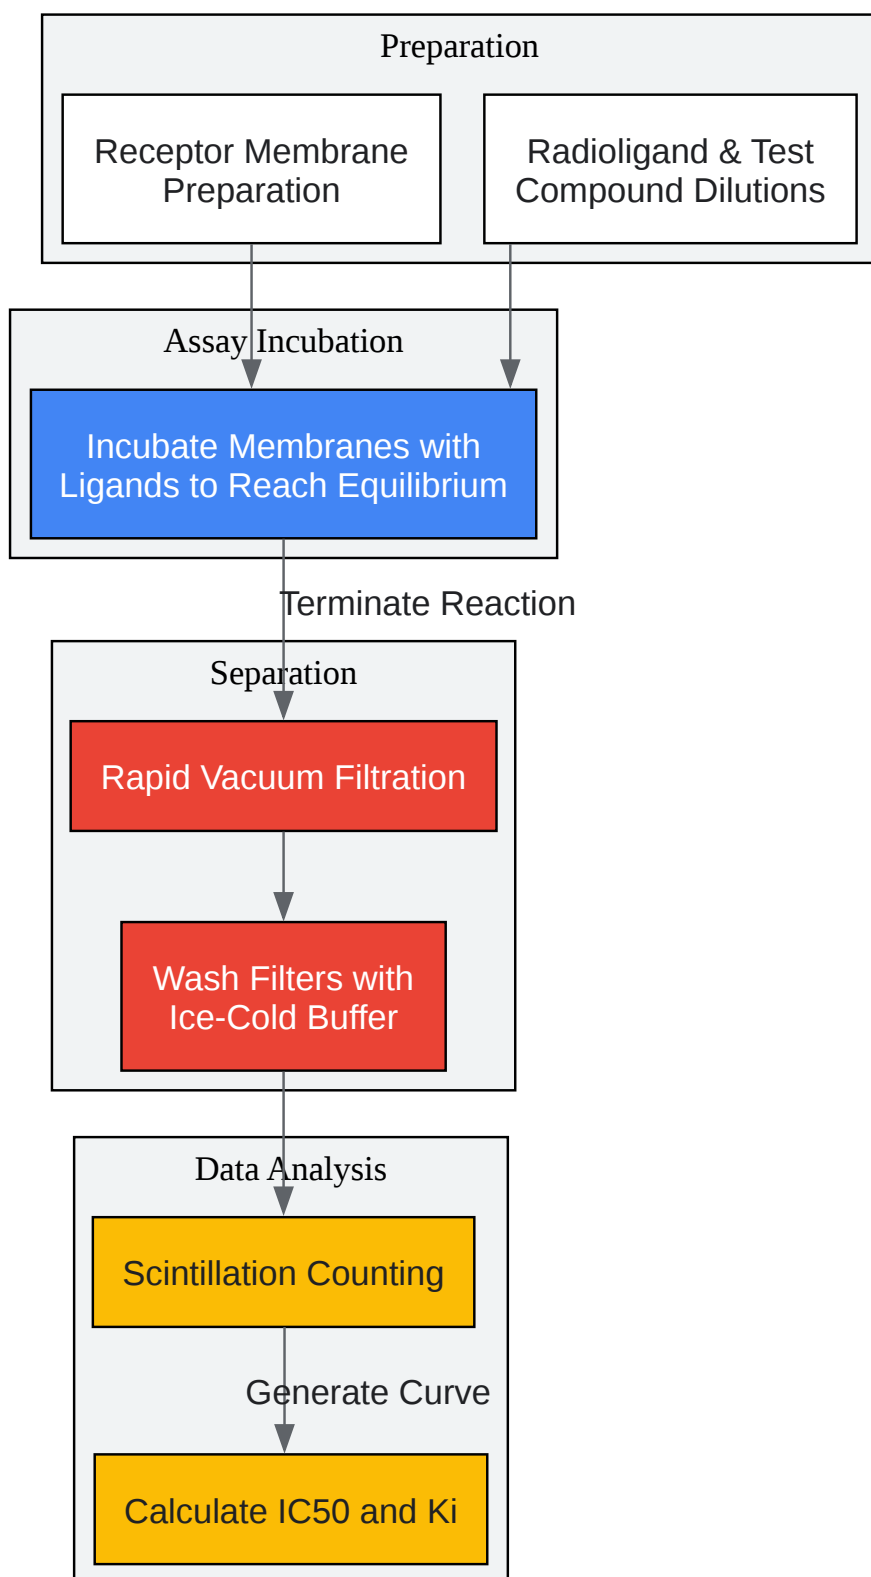 Preparation
Receptor Membrane
Preparation
Radioligand & Test
Compound Dilutions
Assay Incubation
Incubate Membranes with
Ligands to Reach Equilibrium
Terminate Reaction
Separation
Rapid Vacuum Filtration
Wash Filters with
Ice-Cold Buffer
Data Analysis
Scintillation Counting
Generate Curve
Calculate IC50 and Ki